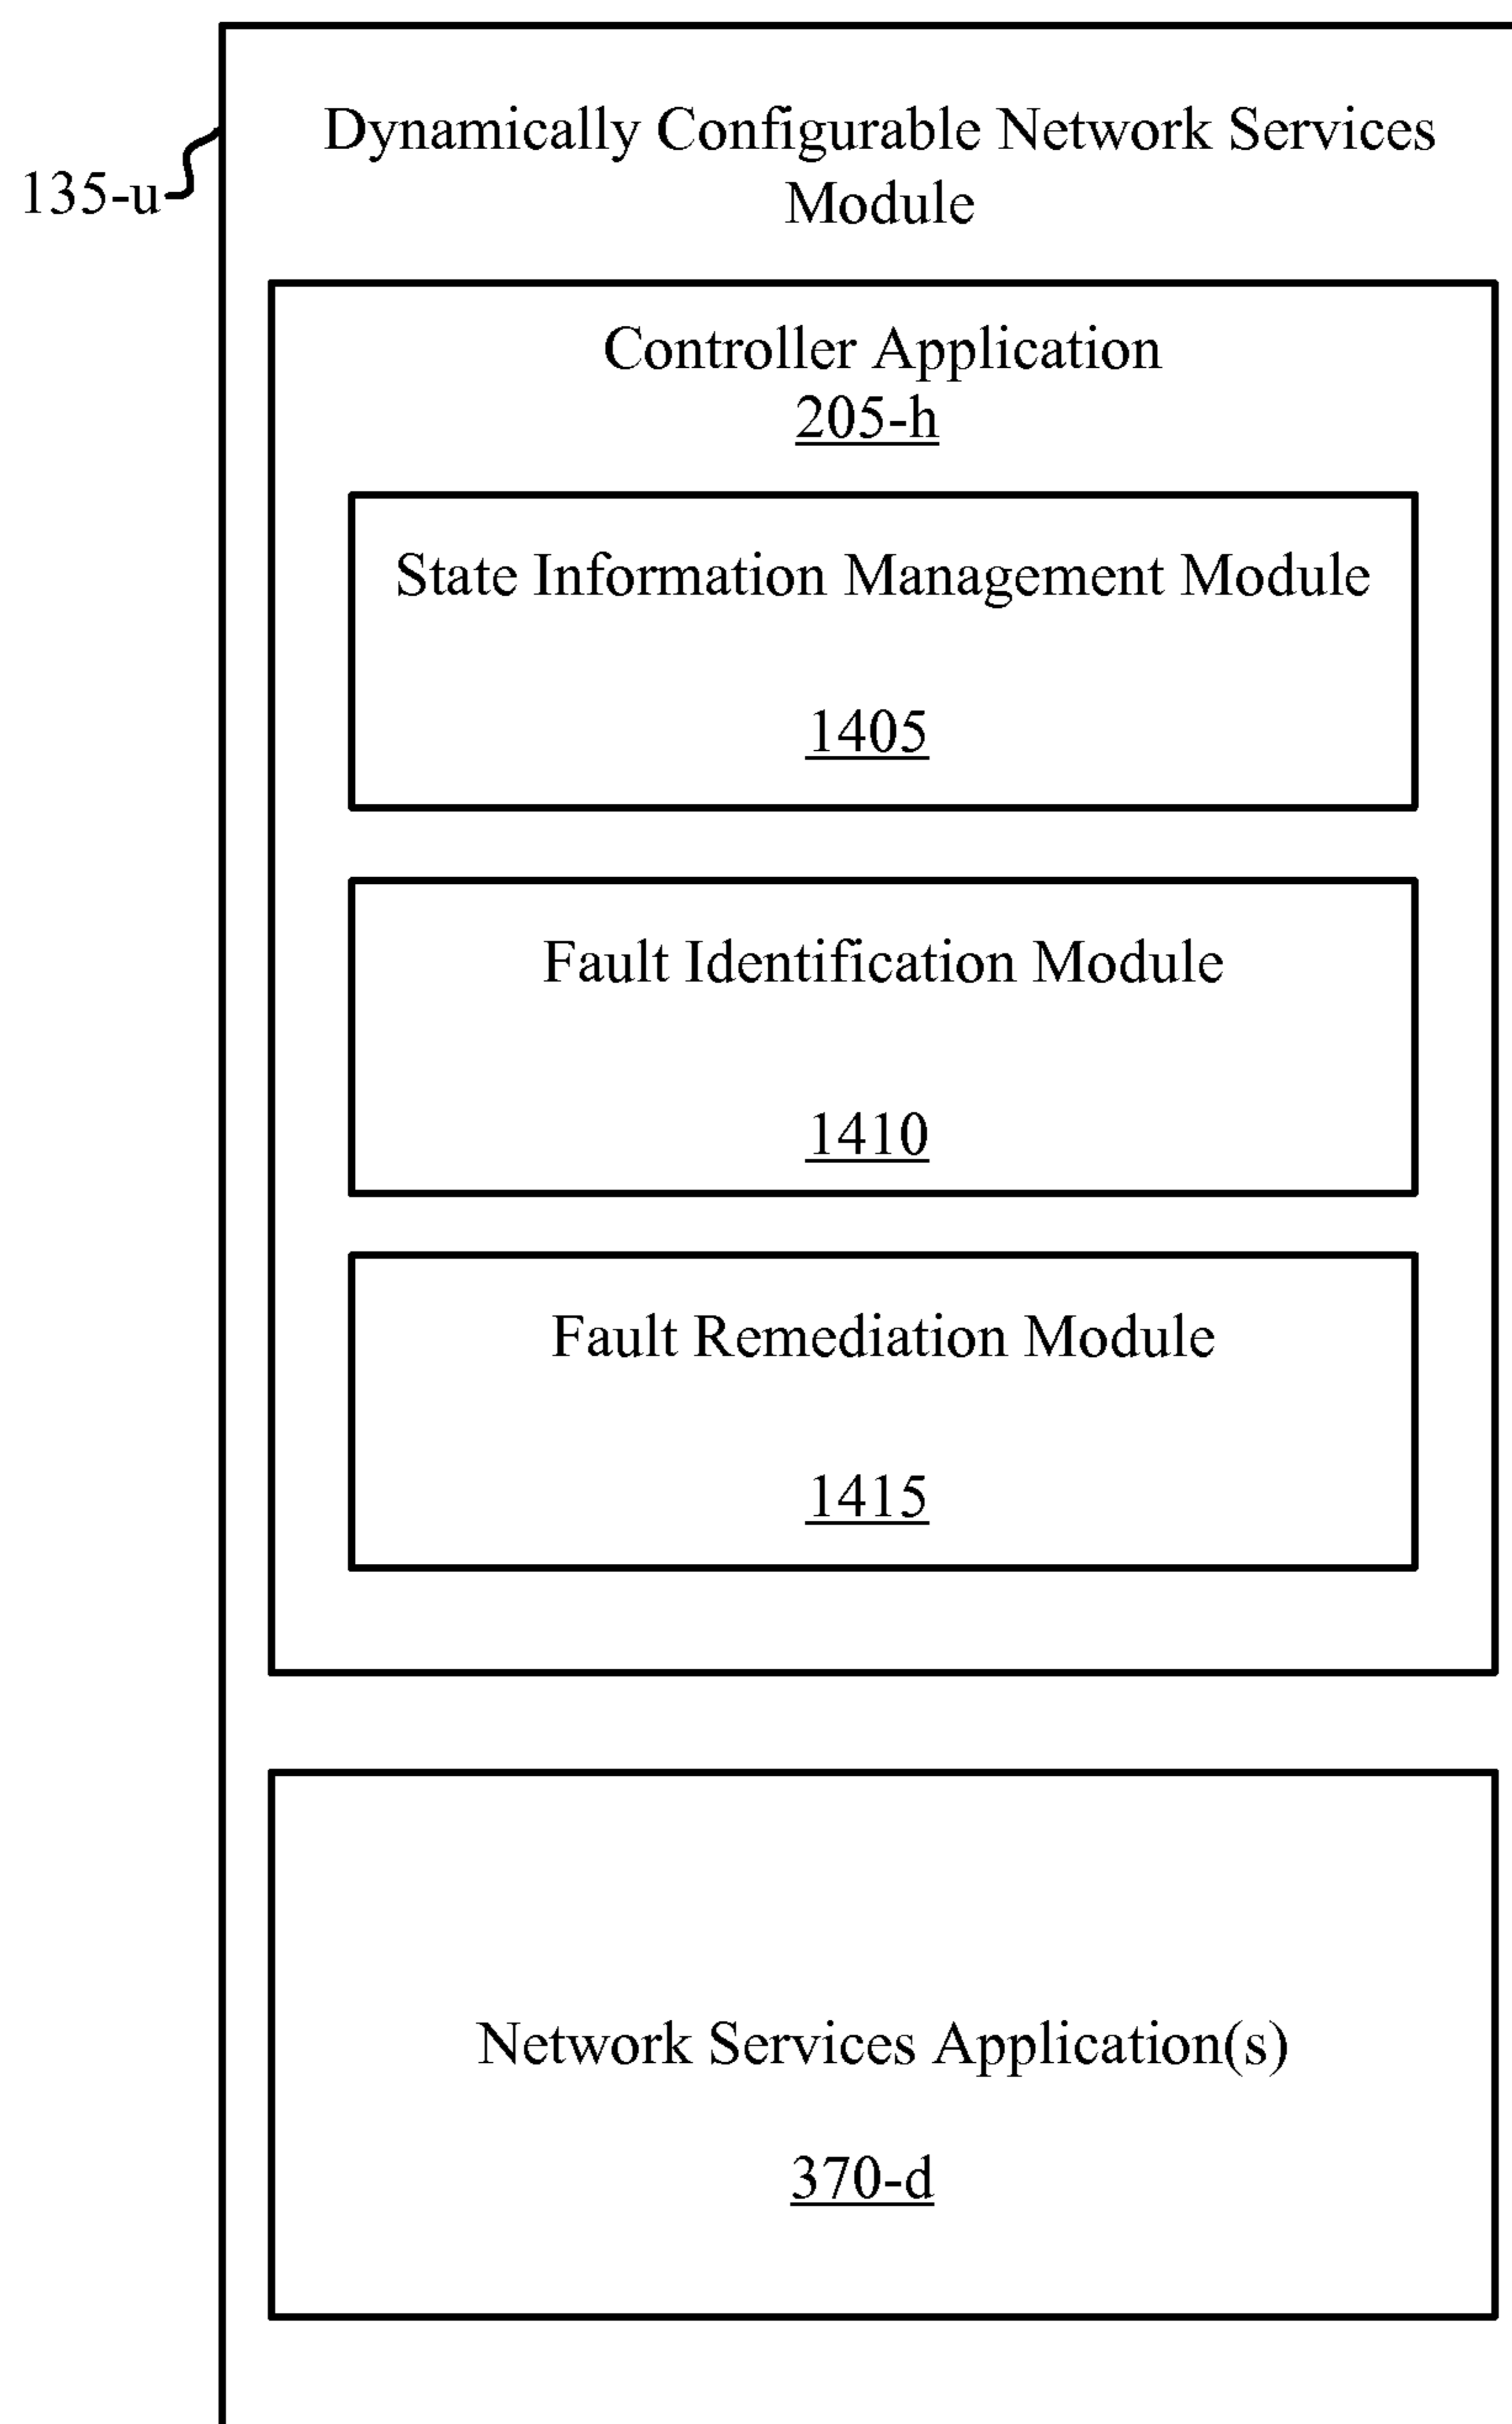 Dynamically Configurable Network Services
Module
135-u
Controller Application
205-h
State Information Management Module
1405
Fault Identification Module
1410
Fault Remediation Module
1415
Network Services Application(s)
370-d